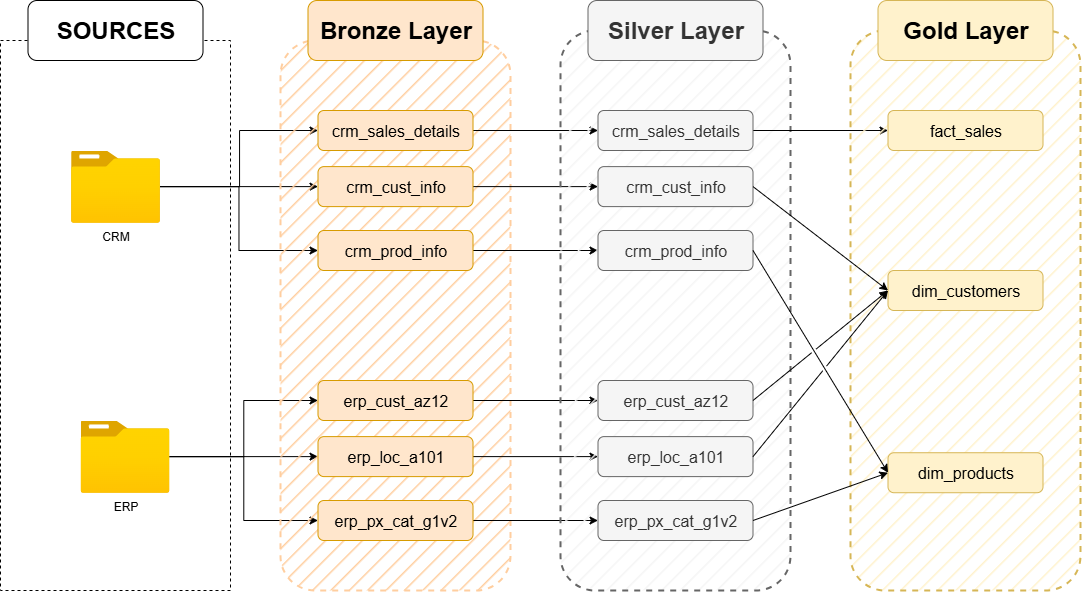 SOURCES
Bronze Layer
Silver Layer
Gold Layer
crm_sales_details
crm_sales_details
fact_sales
crm_cust_info
crm_cust_info
CRM
crm_prod_info
crm_prod_info
dim_customers
erp_cust_az12
erp_cust_az12
erp_loc_a101
erp_loc_a101
dim_products
ERP
erp_px_cat_g1v2
erp_px_cat_g1v2